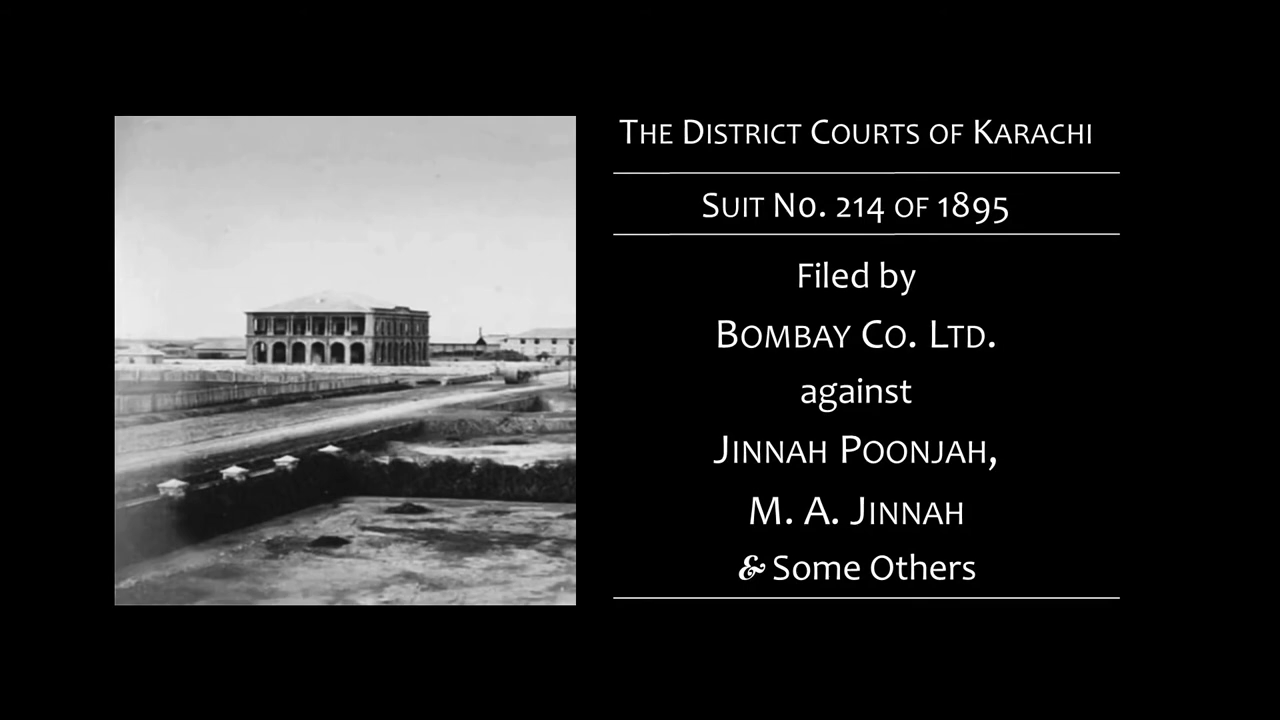 THE DISTRICT COURTS OF KARACHI
SUIT NO. 214 OF 1895
Filed by
BOMBAY CO. LTD.
against
JINNAH POONJAH,
M. A. JINNAH
& Some Others